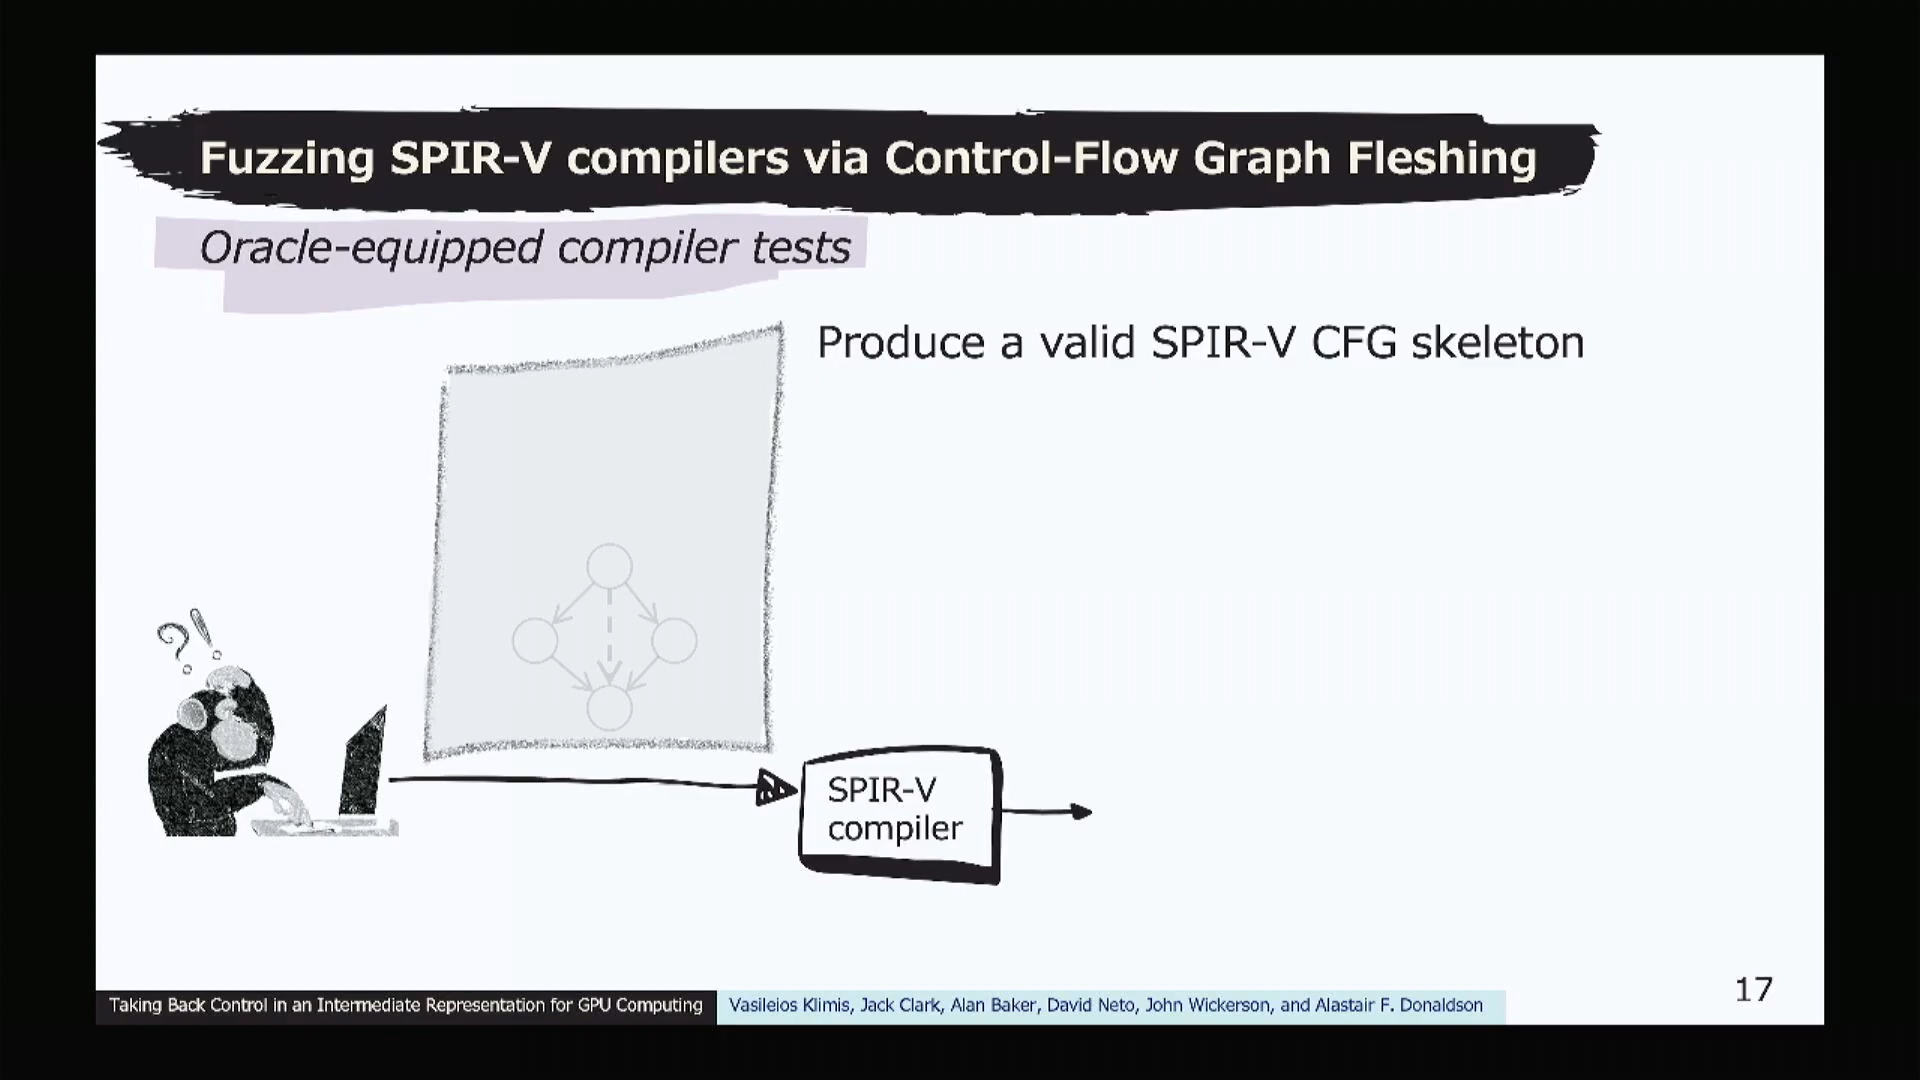 Fuzzing SPIR-V compilers via Control-Flow Graph Fleshing
Oracle-equipped compiler tests
Produce a valid SPIR-V CFG skeleton
?!
SPIR-V
compiler
17
Taking Back Control in an Intermediate Representation for GPU Computing
Vasileios Klimis, Jack Clark, Alan Baker, David Neto, John Wickerson, and Alastair F. Donaldson